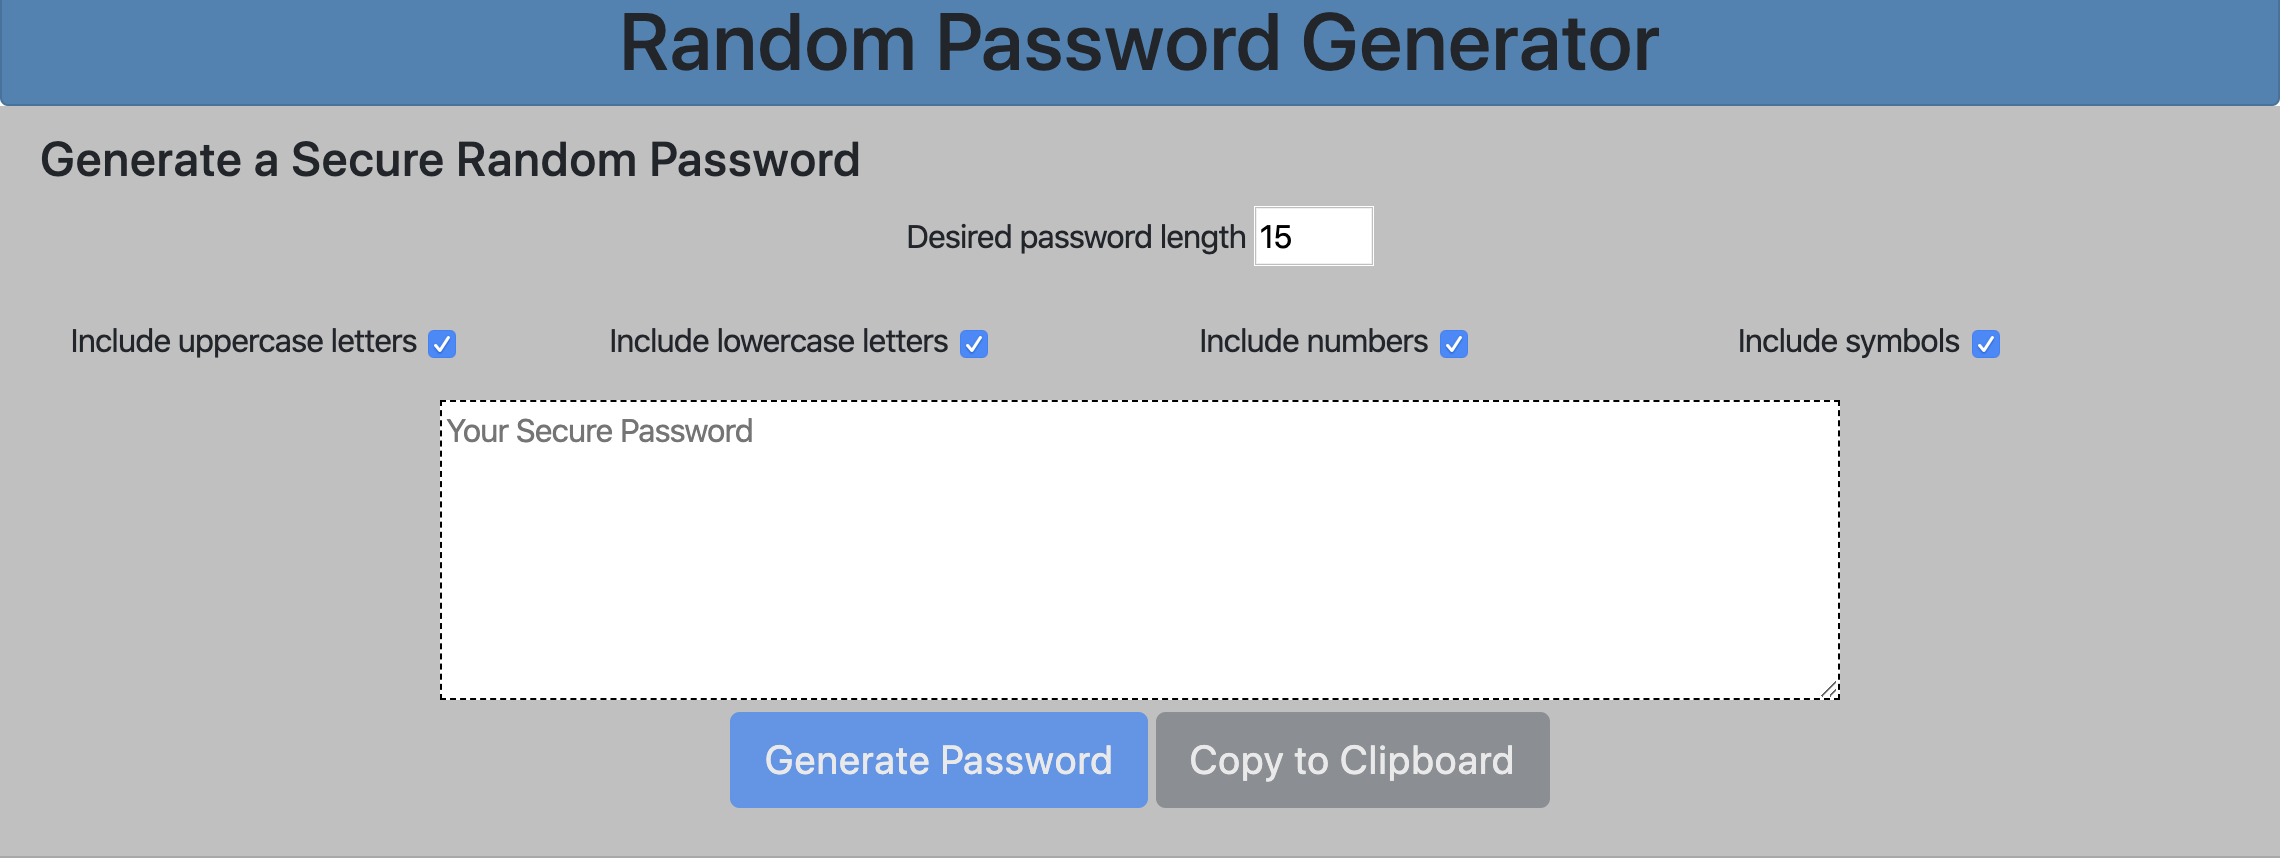 Random Password Generator
Generate a Secure Random Password
Desired password length 15
Include uppercase letters Include lowercase letters Include numbers Include symbols
Your Secure Password
Generate Password Copy to Clipboard